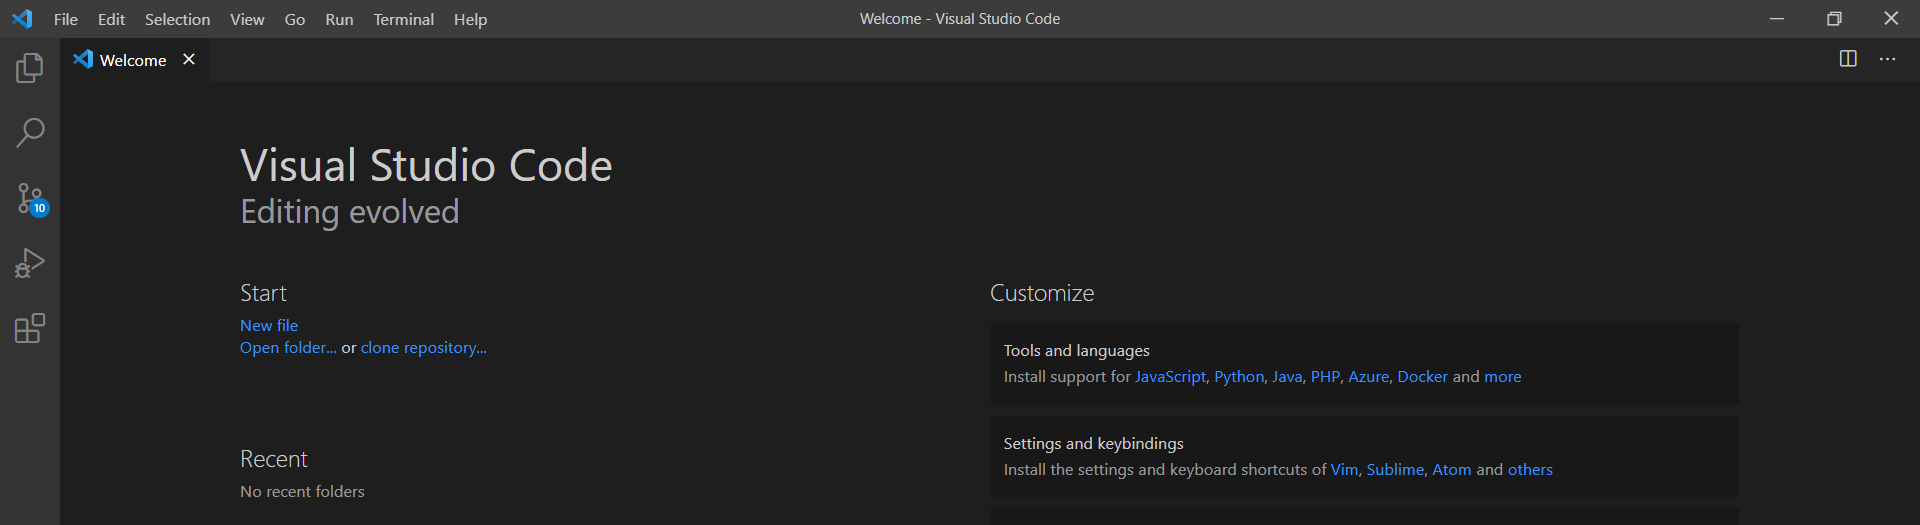 File Edit Selection View Go Run Terminal Help Welcome - Visual Studio Code
Welcome
10
Visual Studio Code
Editing evolved
Start
New file
Open folder... or clone repository...
Recent
No recent folders
Customize
Tools and languages
Install support for JavaScript, Python, Java, PHP, Azure, Docker and more
Settings and keybindings
Install the settings and keyboard shortcuts of Vim, Sublime, Atom and others